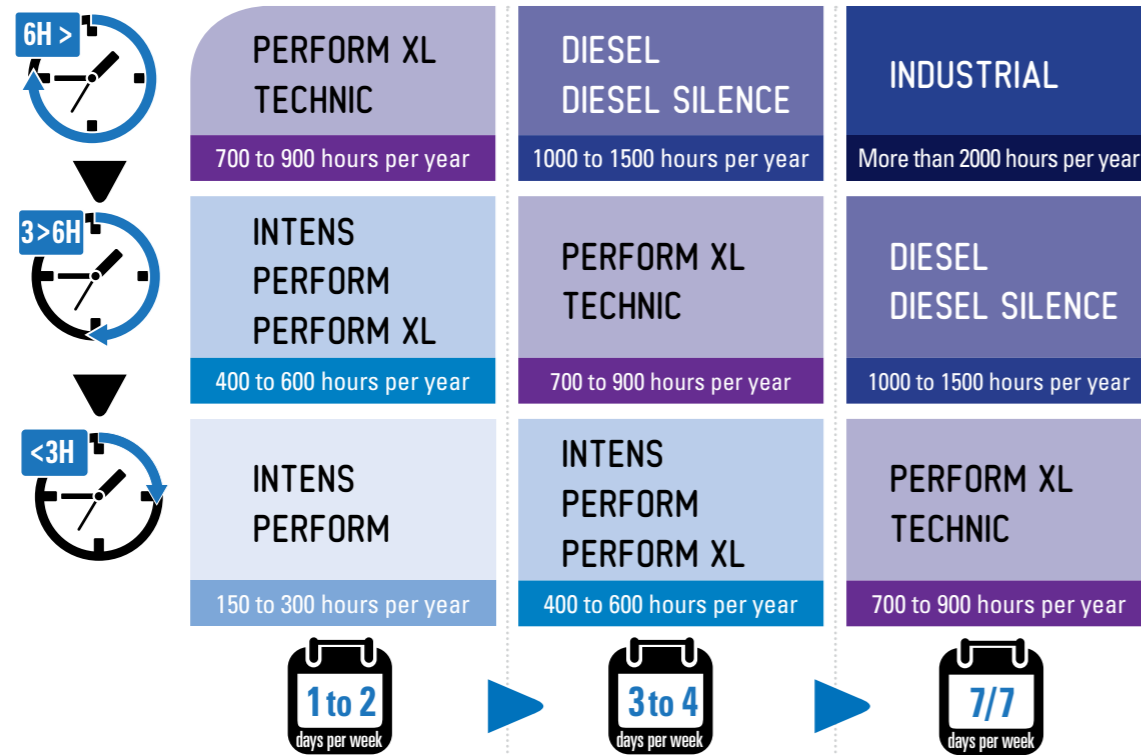 6H >
PERFORM XL
TECHNIC
700 to 900 hours per year
DIESEL
DIESEL SILENCE
1000 to 1500 hours per year
INDUSTRIAL
More than 2000 hours per year
3>6H
INTENS
PERFORM
PERFORM XL
400 to 600 hours per year
PERFORM XL
TECHNIC
700 to 900 hours per year
DIESEL
DIESEL SILENCE
1000 to 1500 hours per year
<3H
INTENS
PERFORM
150 to 300 hours per year
INTENS
PERFORM
PERFORM XL
400 to 600 hours per year
PERFORM XL
TECHNIC
700 to 900 hours per year
1 to 2
days per week
3 to 4
days per week
7/7
days per week